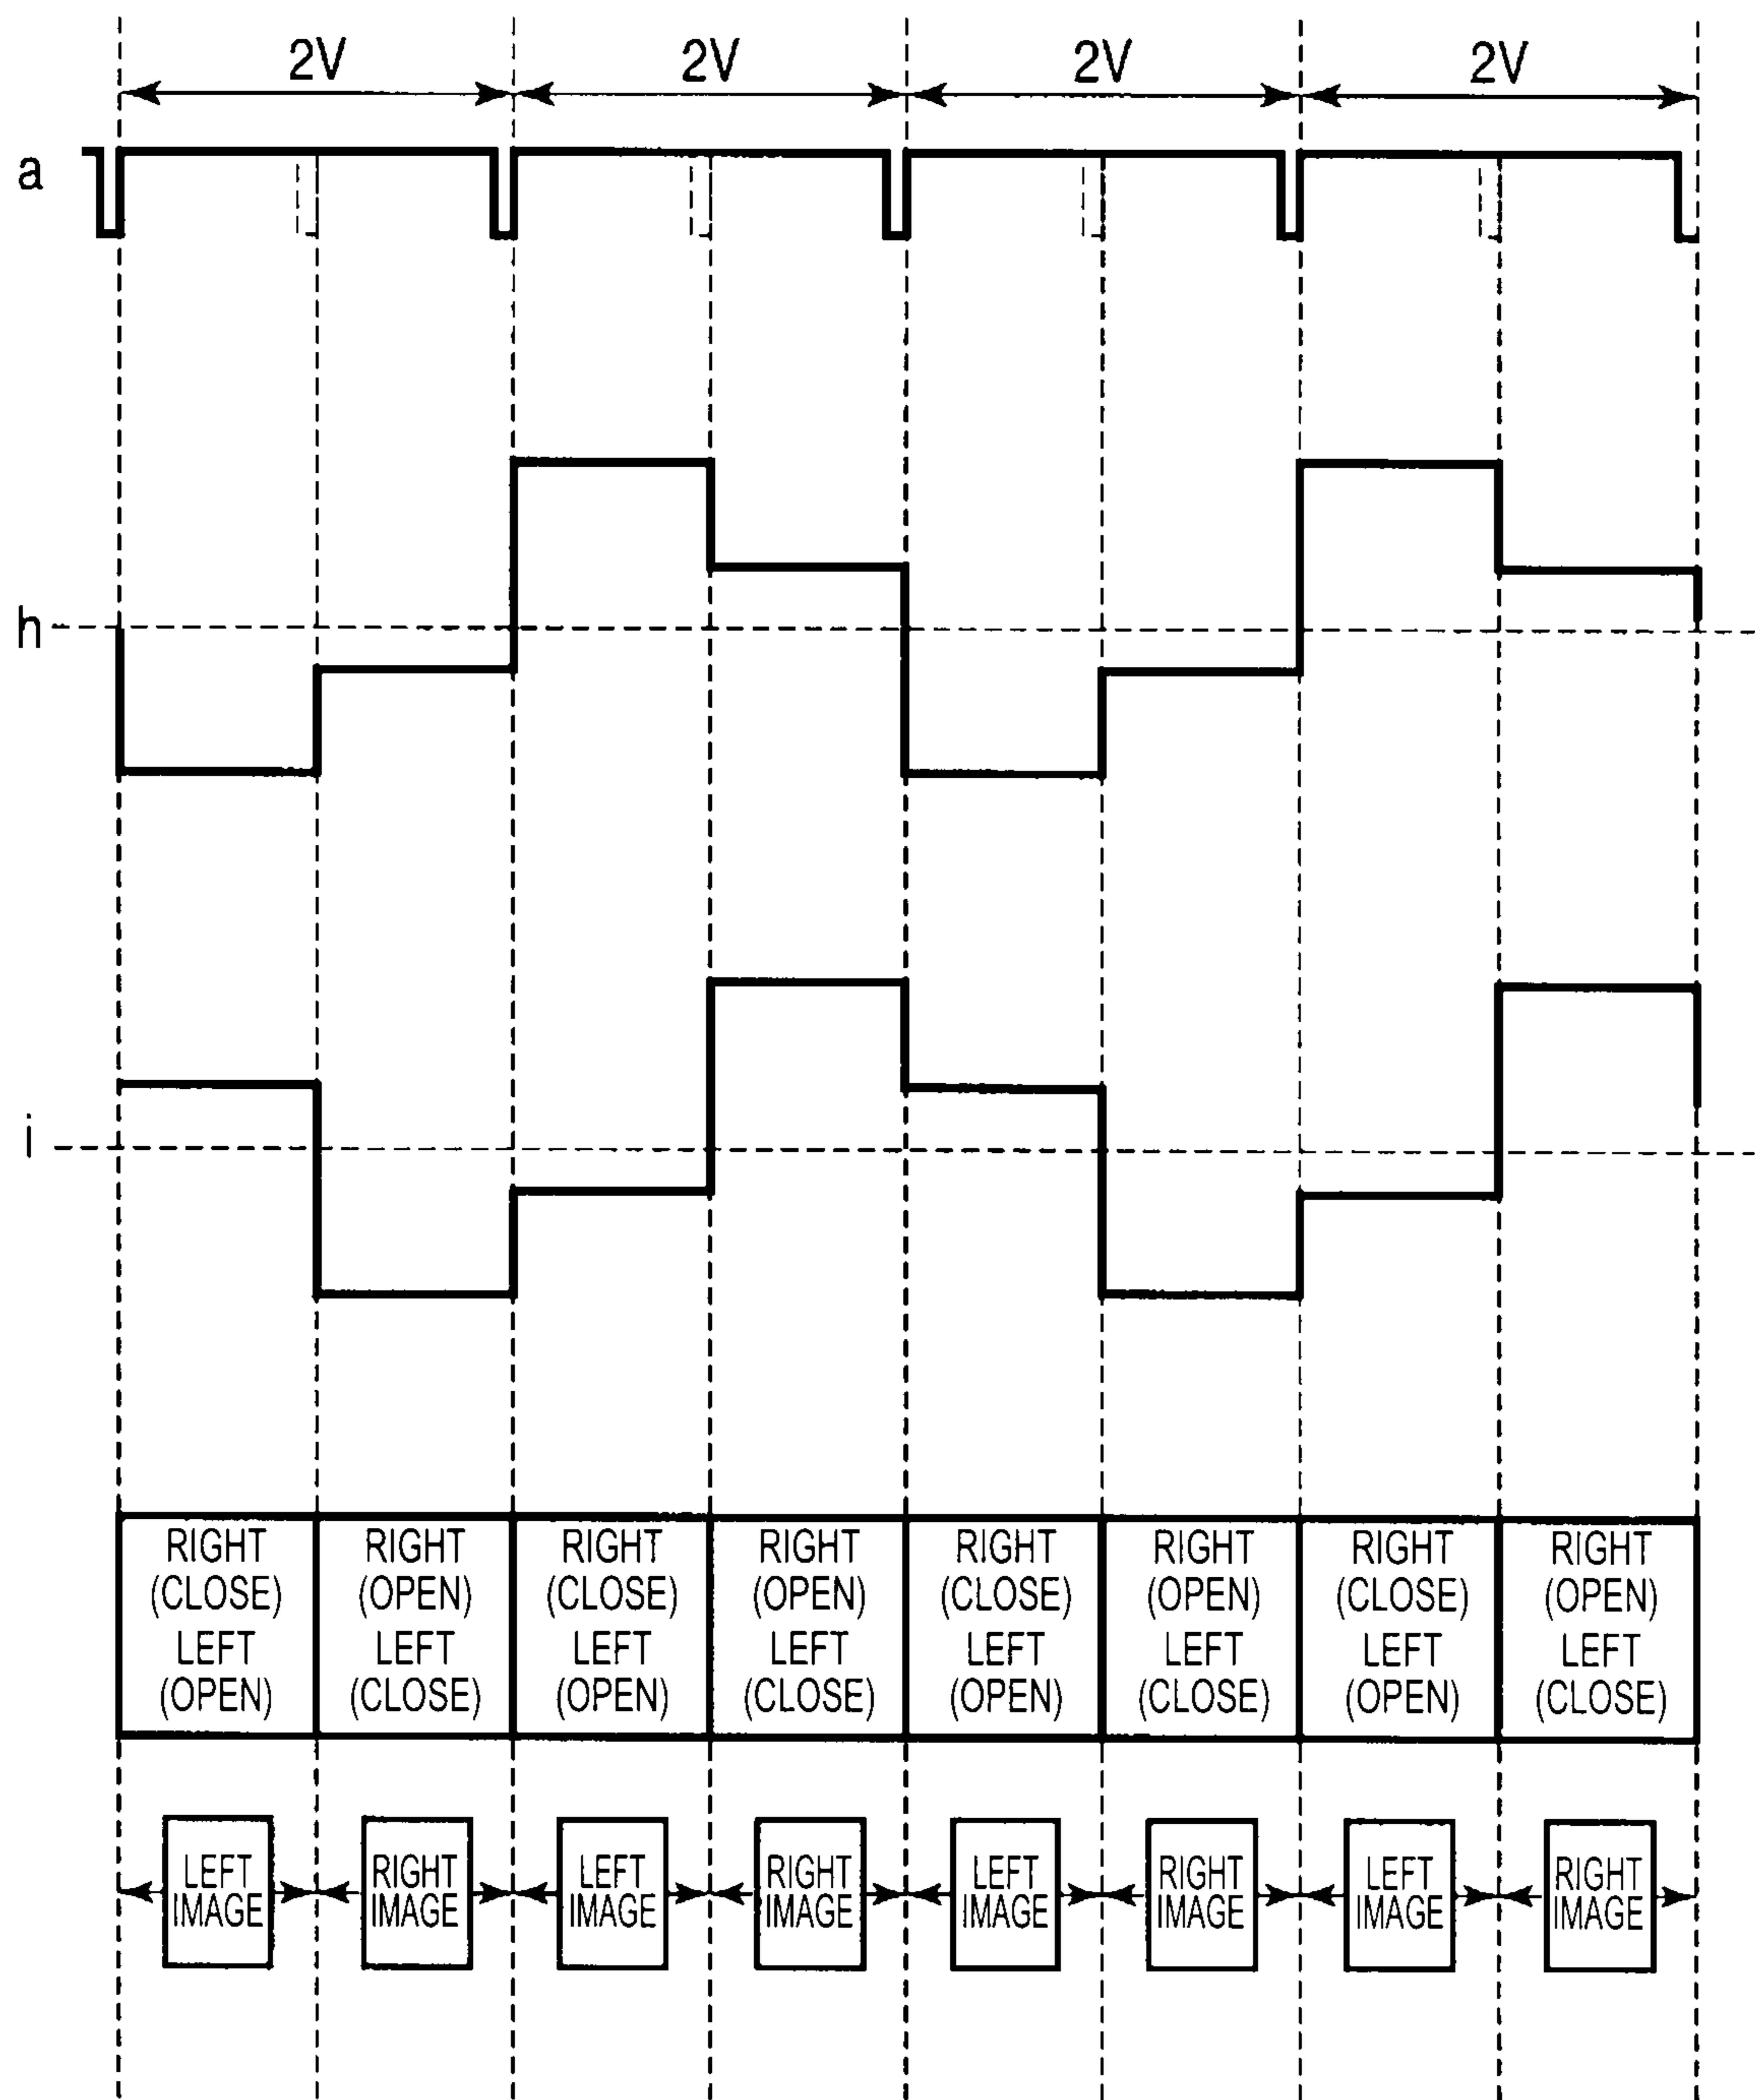 2V 2V 2V 2V
a
h
i
RIGHT RIGHT RIGHT RIGHT RIGHT RIGHT RIGHT RIGHT
(CLOSE) (OPEN) (CLOSE) (OPEN) (CLOSE) (OPEN) (CLOSE) (OPEN)
LEFT LEFT LEFT LEFT LEFT LEFT LEFT LEFT
(OPEN) (CLOSE) (OPEN) (CLOSE) (OPEN) (CLOSE) (OPEN) (CLOSE)
LEFT RIGHT LEFT RIGHT LEFT RIGHT LEFT RIGHT
IMAGE IMAGE IMAGE IMAGE IMAGE IMAGE IMAGE IMAGE